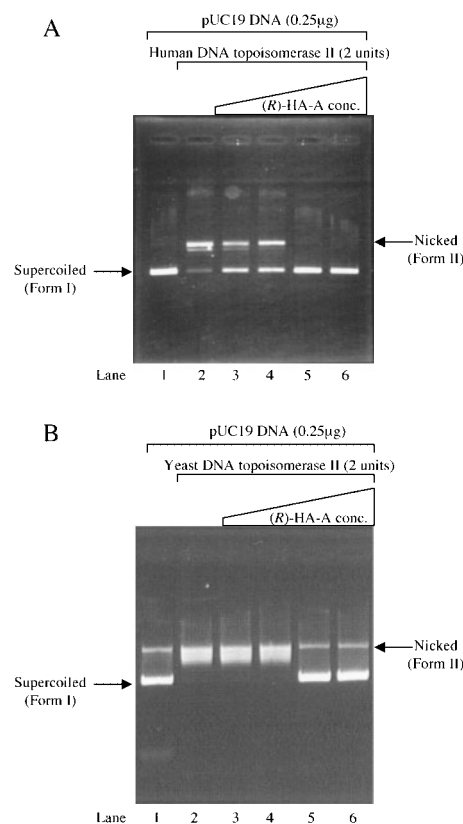 A
pUC19 DNA (0.25μg)
Human DNA topoisomerase II (2 units)
(R)-HA-A conc.
Supercoiled
(Form I)
Nicked
(Form II)
Lane 1 2 3 4 5 6
B
pUC19 DNA (0.25μg)
Yeast DNA topoisomerase II (2 units)
(R)-HA-A conc.
Nicked
(Form II)
Supercoiled
(Form I)
Lane 1 2 3 4 5 6